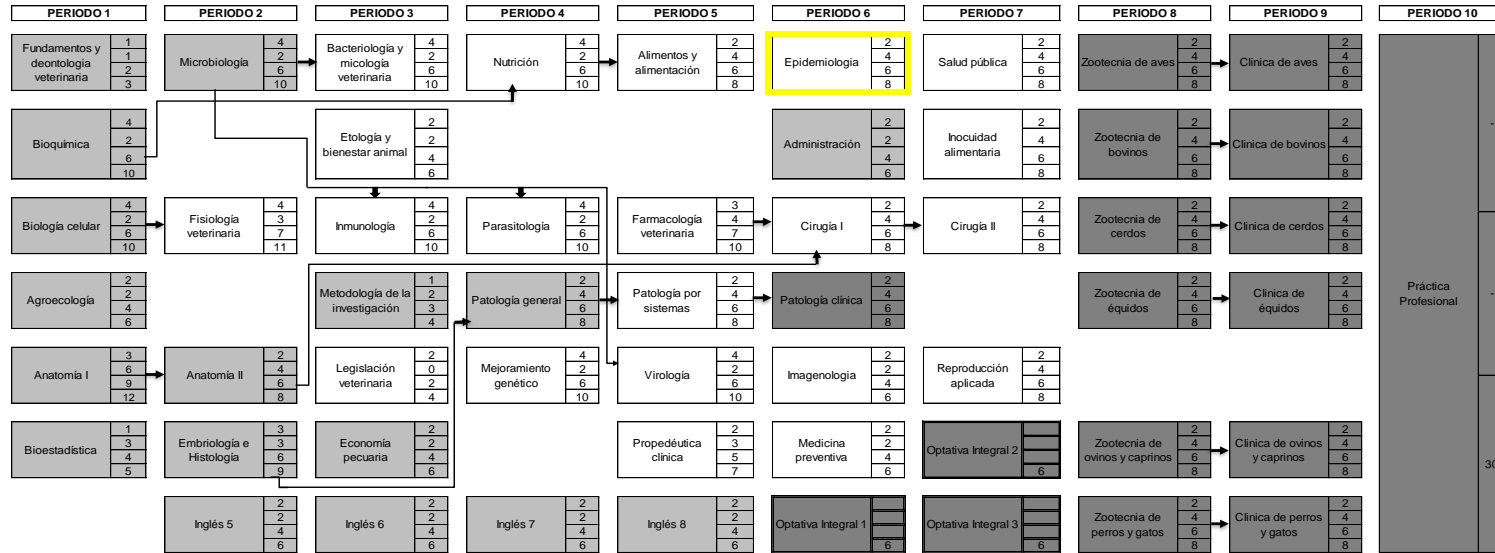 PERIODO 1
PERIODO 2
PERIODO 3
PERIODO 4
PERIODO 5
PERIODO 6
PERIODO 7
PERIODO 8
PERIODO 9
PERIODO 10
Fundamentos y
deontologia
veterinaria
1
1
2
3
Microbiología
4
2
6
10
Bacteriología y
micología
veterinaria
4
2
6
10
Nutrición
4
2
6
10
Alimentos y
alimentación
2
4
6
8
Epidemiologia
2
4
6
8
Salud pública
2
4
6
8
Zootecnia de aves
2
4
6
8
Clinica de aves
2
4
6
8
Bioquímica
4
2
6
10
Etología y
bienestar animal
2
2
4
6
Administración
2
2
4
6
Inocuidad
alimentaria
2
4
6
8
Zootecnia de
bovinos
2
4
6
8
Clinica de bovinos
2
4
6
8
Biología celular
4
2
6
10
Fisiología
veterinaria
4
3
7
11
Inmunología
4
2
6
10
Parasitología
4
2
6
10
Farmacología
veterinaria
3
4
7
10
Cirugía I
2
4
6
8
Cirugía II
2
4
6
8
Zootecnia de
cerdos
2
4
6
8
Clinica de cerdos
2
4
6
8
Agroecología
2
2
4
6
Metodología de la
investigación
1
2
3
4
Patología general
2
4
6
8
Patología por
sistemas
2
4
6
8
Patología clínica
2
4
6
8
Zootecnia de
équidos
2
4
6
8
Clinica de
équidos
2
4
6
8
Práctica
Profesional
-
-
30
Anatomía I
3
6
9
12
Anatomía II
2
4
6
8
Legislación
veterinaria
2
0
2
4
Mejoramiento
genético
4
2
6
10
Virología
4
2
6
10
Imagenologia
2
2
4
6
Reproducción
aplicada
2
4
6
8
Bioestadística
1
3
4
5
Embriología e
Histología
3
3
6
9
Economía
pecuaria
2
2
4
6
Propedéutica
clínica
2
3
5
7
Medicina
preventiva
2
2
4
6
Optativa Integral 2
6
Zootecnia de
ovinos y caprinos
2
4
6
8
Clinica de ovinos
y caprinos
2
4
6
8
Inglés 5
2
2
4
6
Inglés 6
2
2
4
6
Inglés 7
2
2
4
6
Inglés 8
2
2
4
6
Optativa Integral 1
6
Optativa Integral 3
6
Zootecnia de
perros y gatos
2
4
6
8
Clinica de perros
y gatos
2
4
6
8